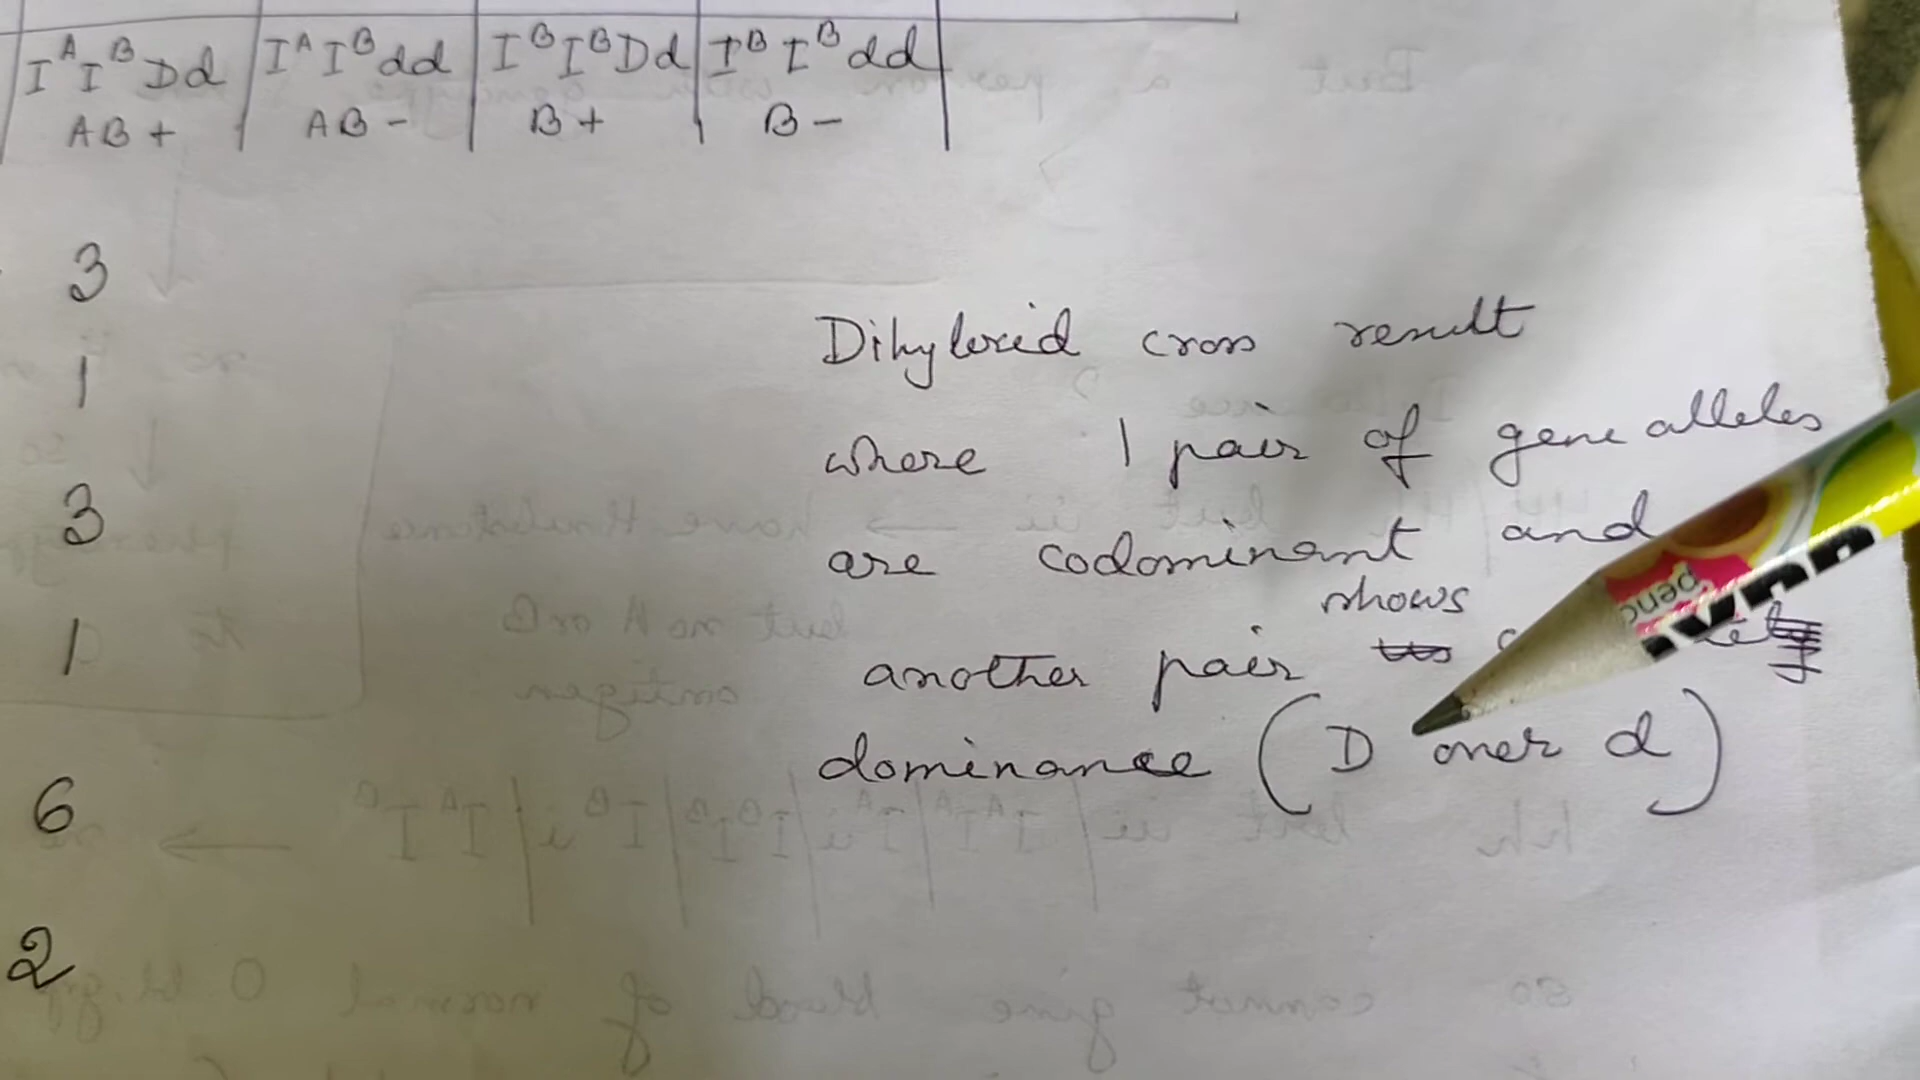 I^A I^B Dd | I^A I^B dd | I^B I^B Dd | I^B I^B dd
AB + | AB - | B + | B -
3
1
3
1
6
2
Dihybrid cross result
where 1 pair of gene alleles
are codominant and
shows
another pair
dominance (D over d)